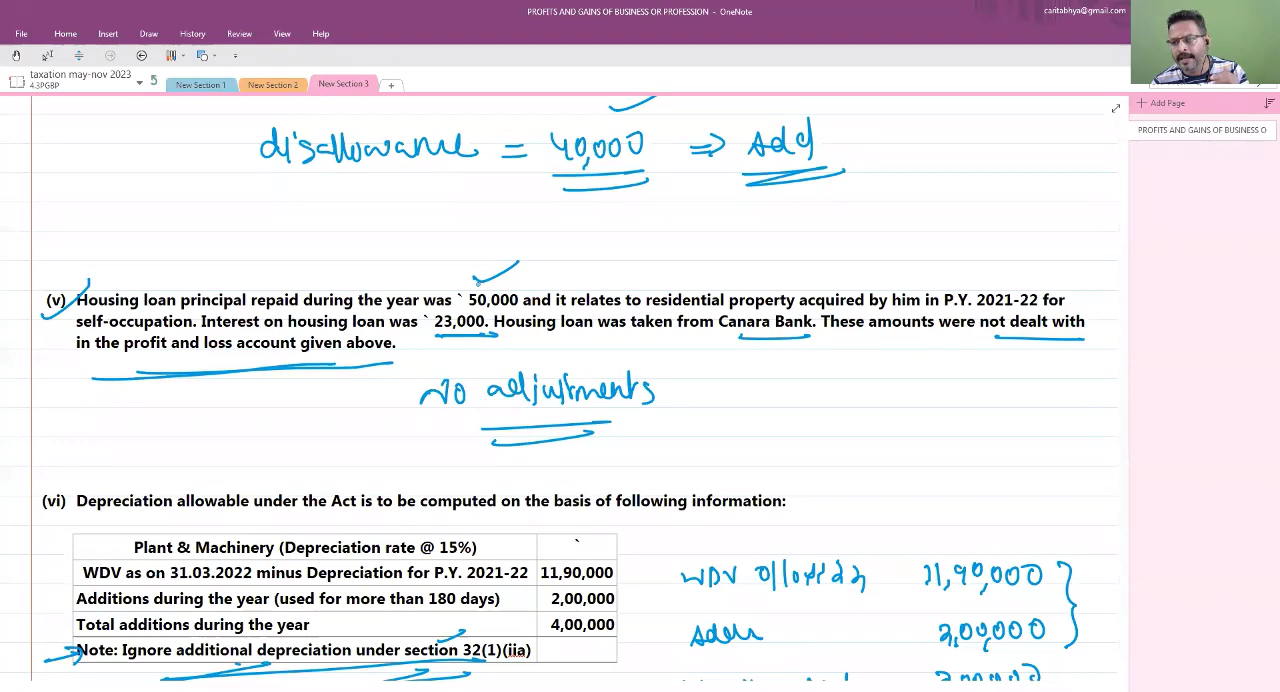 PROFITS AND GAINS OF BUSINESS OR PROFESSION - OneNote
caritabhya@gmail.com
File Home Insert Draw History Review View Help
taxation may-nov 2023
4.3PGBP
5
New Section 1 New Section 2 New Section 3 +
Add Page
PROFITS AND GAINS OF BUSINESS O
disallowance = 40,000 ⇒ Add
(v) Housing loan principal repaid during the year was ` 50,000 and it relates to residential property acquired by him in P.Y. 2021-22 for
self-occupation. Interest on housing loan was ` 23,000. Housing loan was taken from Canara Bank. These amounts were not dealt with
in the profit and loss account given above.
No adjustments
(vi) Depreciation allowable under the Act is to be computed on the basis of following information:
Plant & Machinery (Depreciation rate @ 15%) `
WDV as on 31.03.2022 minus Depreciation for P.Y. 2021-22 11,90,000
Additions during the year (used for more than 180 days) 2,00,000
Total additions during the year 4,00,000
Note: Ignore additional depreciation under section 32(1)(iia)
WDV 11,90,000
2,00,000